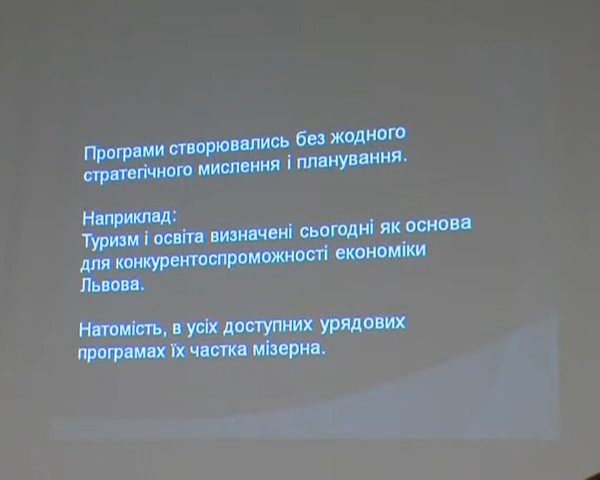 Програми створювались без жодного
стратегічного мислення і планування.
Наприклад:
Туризм і освіта визначені сьогодні як основа
для конкурентоспроможності економіки
Львова.
Натомість, в усіх доступних урядових
програмах їх частка мізерна.